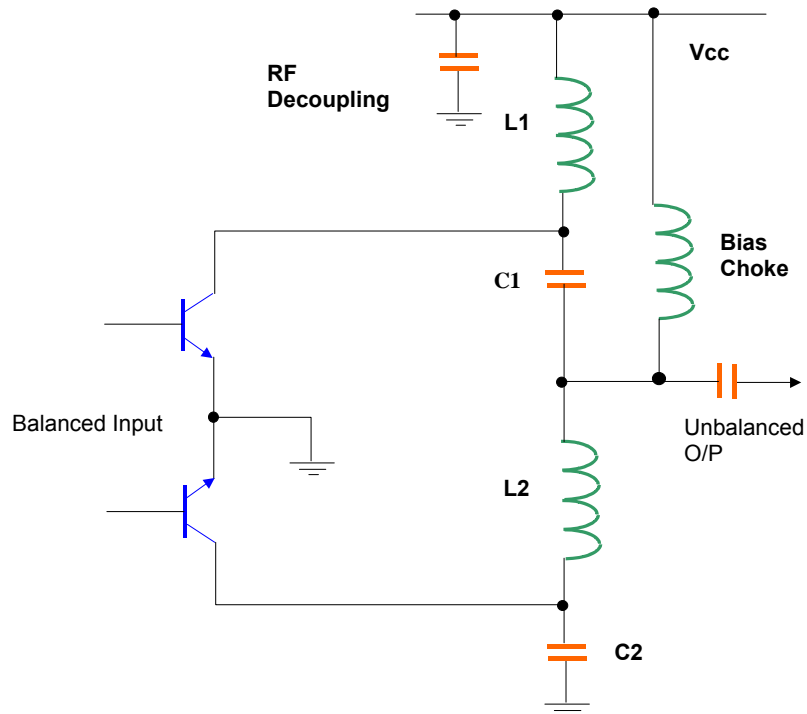 Vcc
RF
Decoupling
L1
Bias
Choke
C1
Balanced Input
Unbalanced
O/P
L2
C2